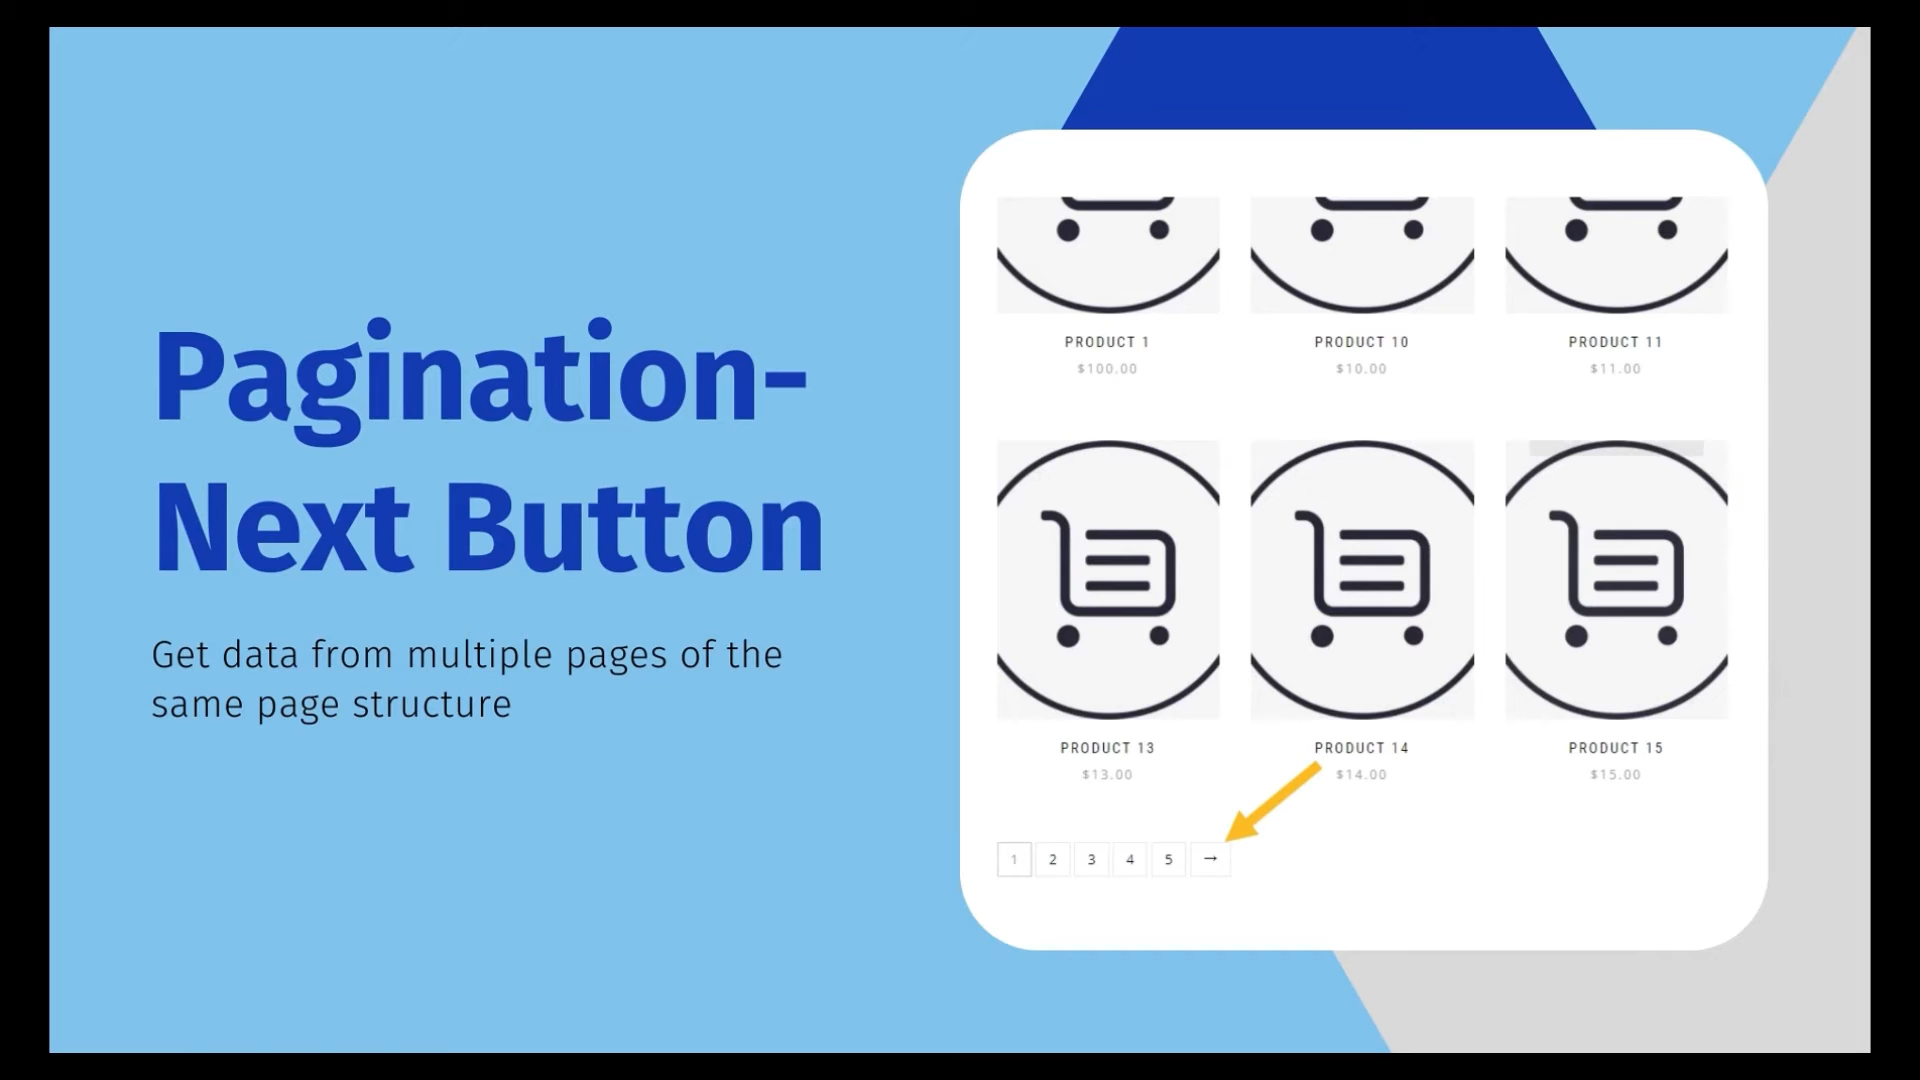 Pagination-
Next Button
Get data from multiple pages of the
same page structure
PRODUCT 1 PRODUCT 10 PRODUCT 11
$100.00 $10.00 $11.00
PRODUCT 13 PRODUCT 14 PRODUCT 15
$13.00 $14.00 $15.00
1 2 3 4 5 →